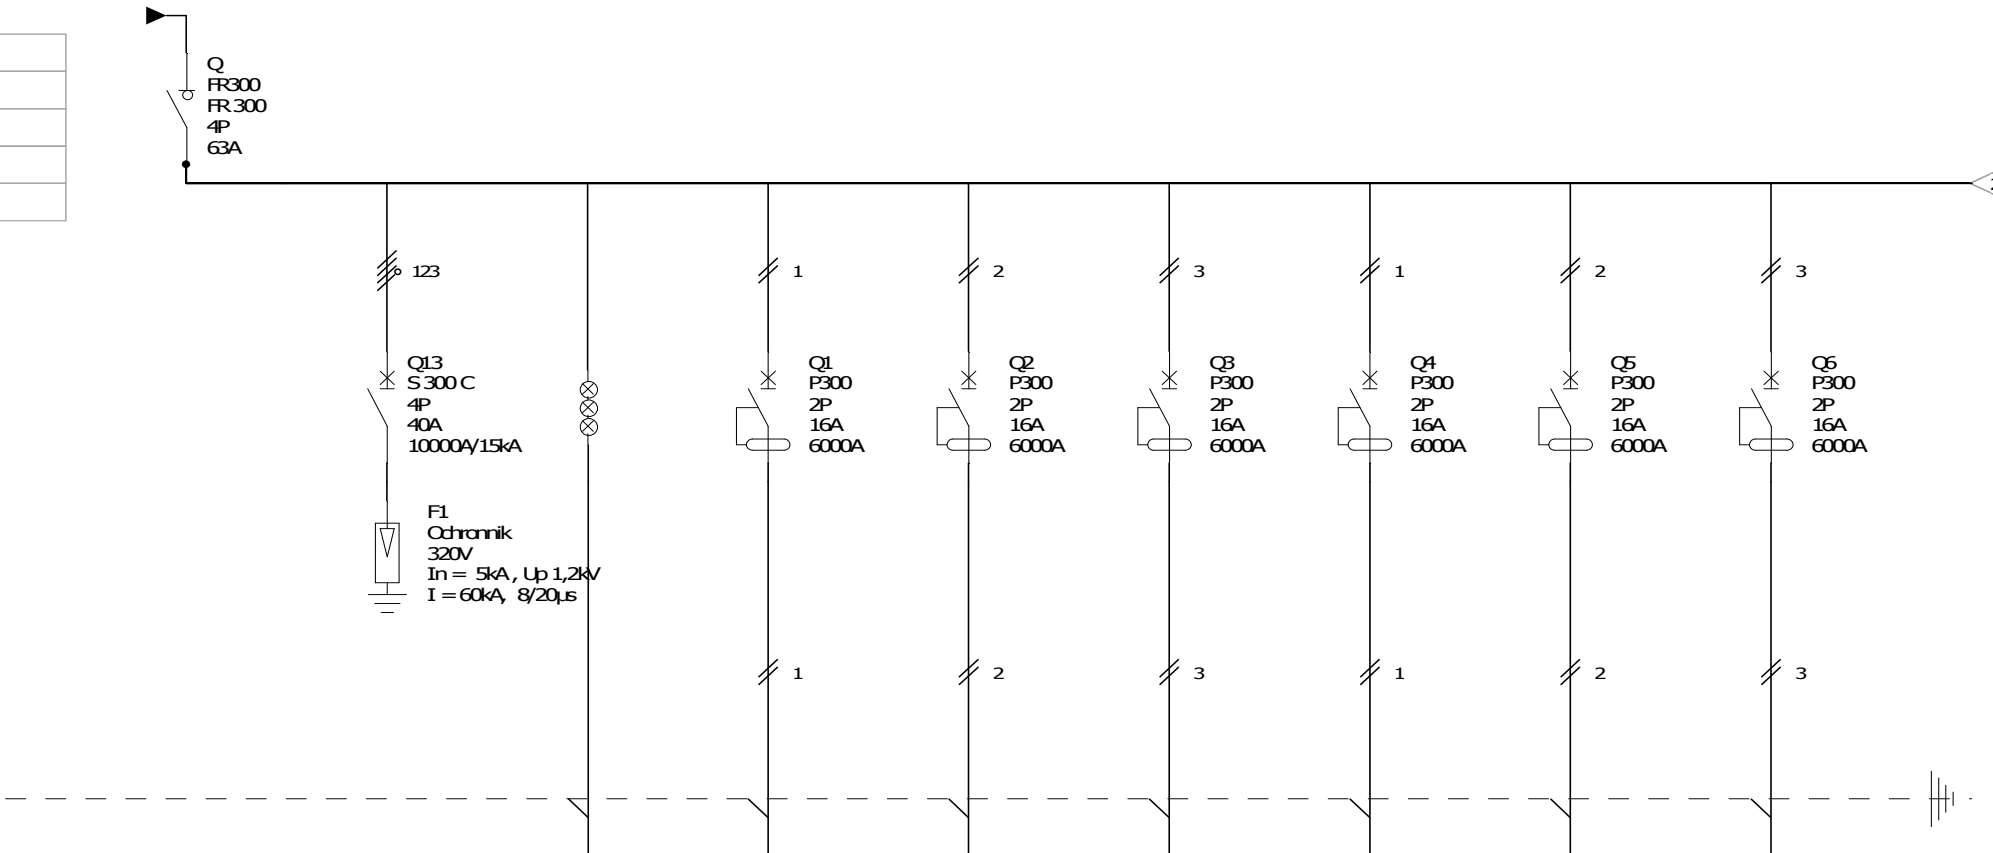 Q
FR300
FR 300
4P
63A
123
1
2
3
1
2
3
Q13
S 300 C
4P
40A
10000A/15kA
Q1
P300
2P
16A
6000A
Q2
P300
2P
16A
6000A
Q3
P300
2P
16A
6000A
Q4
P300
2P
16A
6000A
Q5
P300
2P
16A
6000A
Q6
P300
2P
16A
6000A
F1
Ochronnik
320V
In = 5kA , Up 1,2kV
I = 60kA, 8/20µs
1
2
3
1
2
3